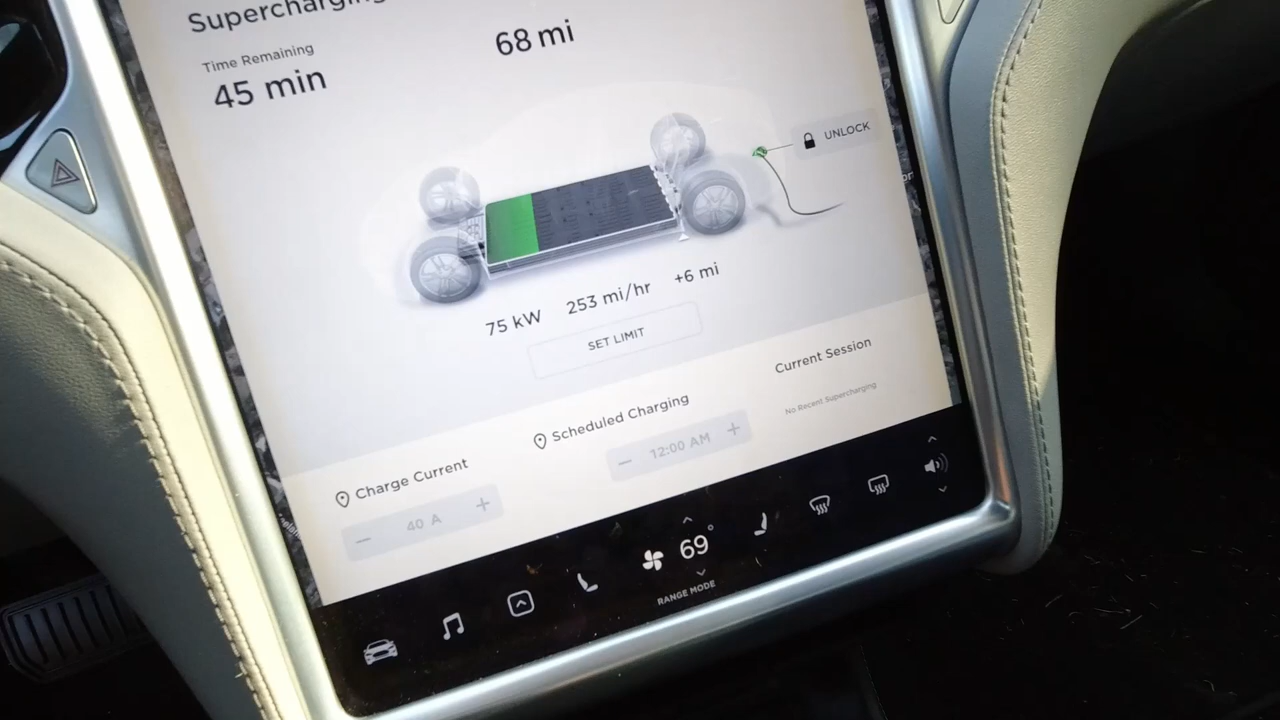 Supercharging
68 mi
Time Remaining
45 min
UNLOCK
75 kW 253 mi/hr +6 mi
SET LIMIT
Current Session
No Recent Supercharging
Scheduled Charging
− 12:00 AM +
Charge Current
− 40 A +
69°
RANGE MODE